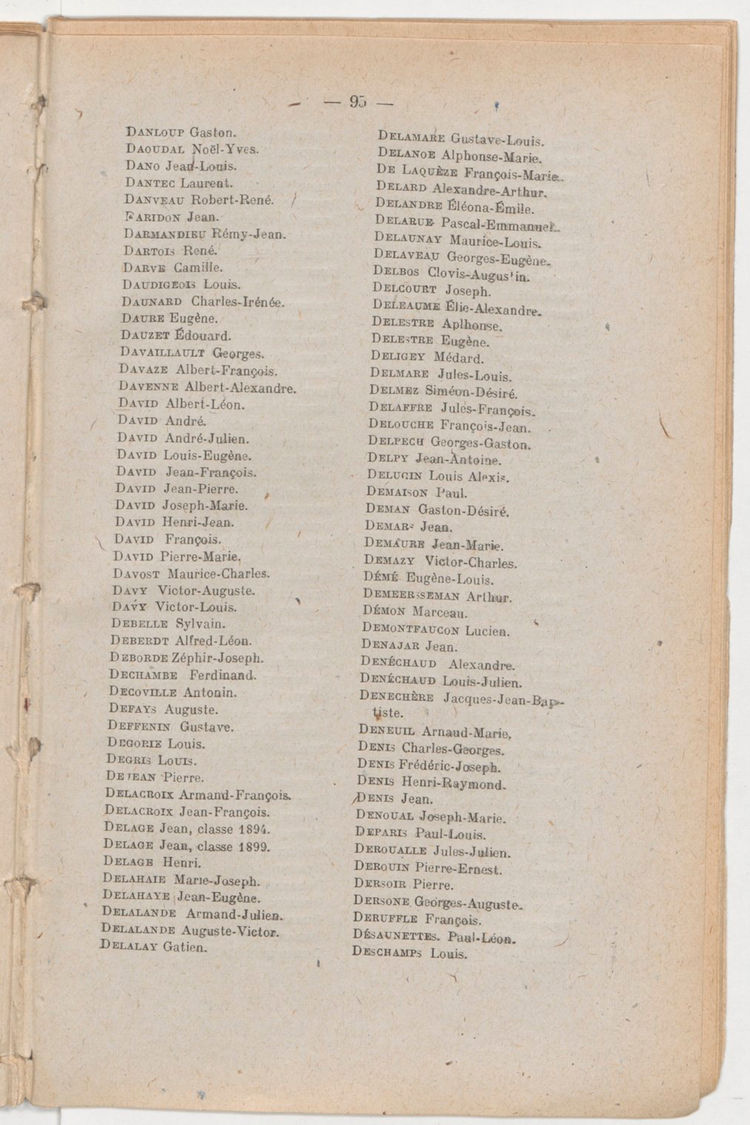 — 95 —
DANLOUP Gaston.
DAOUDAL Noël-Yves.
DANO Jean-Louis.
DANTEC Laurent.
DANVEAU Robert-René.
FARIDON Jean.
DARMANDIEU Rémy-Jean.
DARTOIS René.
DARVE Camille.
DAUDIGEOIS Louis.
DAUNARD Charles-Irénée.
DAURE Eugène.
DAUZET Édouard.
DAVAILLAULT Georges.
DAVAZE Albert-François.
DAVENNE Albert-Alexandre.
DAVID Albert-Léon.
DAVID André.
DAVID André-Julien.
DAVID Louis-Eugène.
DAVID Jean-François.
DAVID Jean-Pierre.
DAVID Joseph-Marie.
DAVID Henri-Jean.
DAVID François.
DAVID Pierre-Marie.
DAVOST Maurice-Charles.
DAVY Victor-Auguste.
DAVY Victor-Louis.
DEBELLE Sylvain.
DEBERDT Alfred-Léon.
DEBORDE Zéphir-Joseph.
DECHAMBE Ferdinand.
DECOVILLE Antonin.
DEFAYS Auguste.
DEFFENIN Gustave.
DEGORIE Louis.
DEGRIS Louis.
DEJEAN Pierre.
DELACROIX Armand-François.
DELACROIX Jean-François.
DELAGE Jean, classe 1894.
DELAGE Jean, classe 1899.
DELAGE Henri.
DELAHAIE Marie-Joseph.
DELAHAYE Jean-Eugène.
DELALANDE Armand-Julien.
DELALANDE Auguste-Victor.
DELALAY Gatien.
DELAMARE Gustave-Louis.
DELANOE Alphonse-Marie.
DE LAQUÈZE François-Marie.
DELARD Alexandre-Arthur.
DELANDRE Éléona-Émile.
DELARUE Pascal-Emmanuel.
DELAUNAY Maurice-Louis.
DELAVEAU Georges-Eugène.
DELBOS Clovis-Augustin.
DELCOURT Joseph.
DELEAUME Élie-Alexandre.
DELESTRE Aplhonse.
DELESTRE Eugène.
DELIGEY Médard.
DELMARE Jules-Louis.
DELMEZ Siméon-Désiré.
DELAFFRE Jules-François.
DELOUCHE François-Jean.
DELPECH Georges-Gaston.
DELPY Jean-Antoine.
DELUGIN Louis Alexis.
DEMAISON Paul.
DEMAN Gaston-Désiré.
DEMARS Jean.
DEMAURE Jean-Marie.
DEMAZY Victor-Charles.
DÉMÉ Eugène-Louis.
DEMEERSSEMAN Arthur.
DÉMON Marceau.
DEMONTFAUCON Lucien.
DENAJAR Jean.
DENÉCHAUD Alexandre.
DENÉCHAUD Louis-Julien.
DENECHÈRE Jacques-Jean-Bap-
tiste.
DENEUIL Arnaud-Marie.
DENIS Charles-Georges.
DENIS Frédéric-Joseph.
DENIS Henri-Raymond.
DENIS Jean.
DENOUAL Joseph-Marie.
DEPARIS Paul-Louis.
DEROUALLE Jules-Julien.
DEROUIN Pierre-Ernest.
DERSOIR Pierre.
DERSONE Georges-Auguste.
DERUFFLE François.
DÉSAUNETTES. Paul-Léon.
DESCHAMPS Louis.